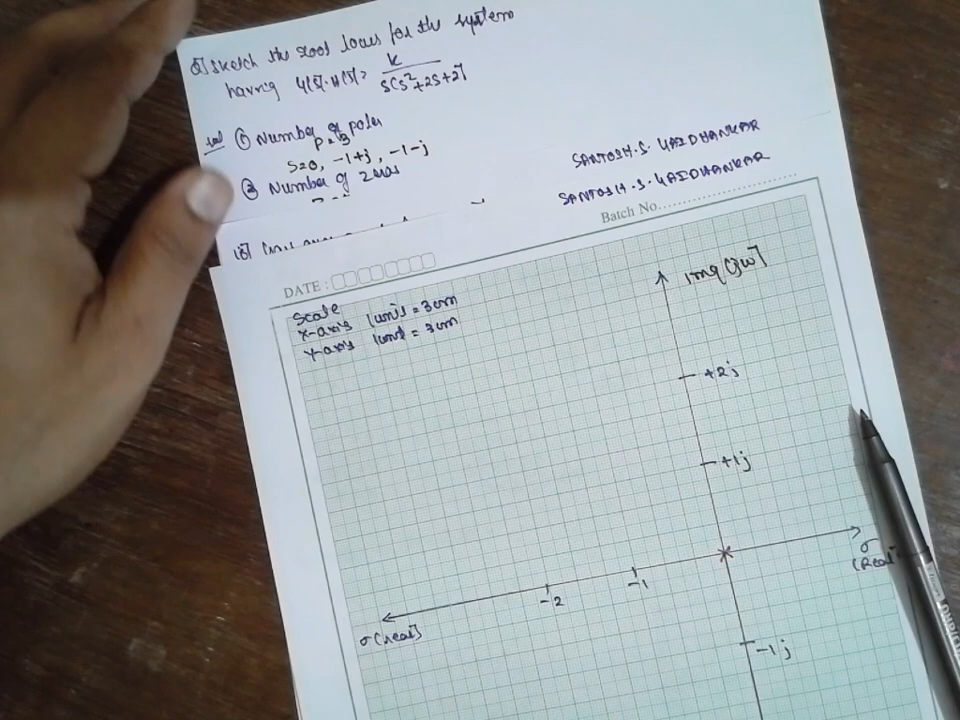 Q] Sketch the root locus for the system
having G(S).H(S)= K / S(S²+2S+2)
Sol ① Number of poles
P=3
S=0, -1+j, -1-j
② Number of zeros
SANTOSH.S.GAIDHANKAR
SANTOSH.S.GAIDHANKAR
Batch No.
DATE :
Scale
X-axis 1unit = 3cm
Y-axis 1unit = 3cm
Img (jω)
+2j
+1j
σ
(Real
-1
-2
σ(real)
-1j